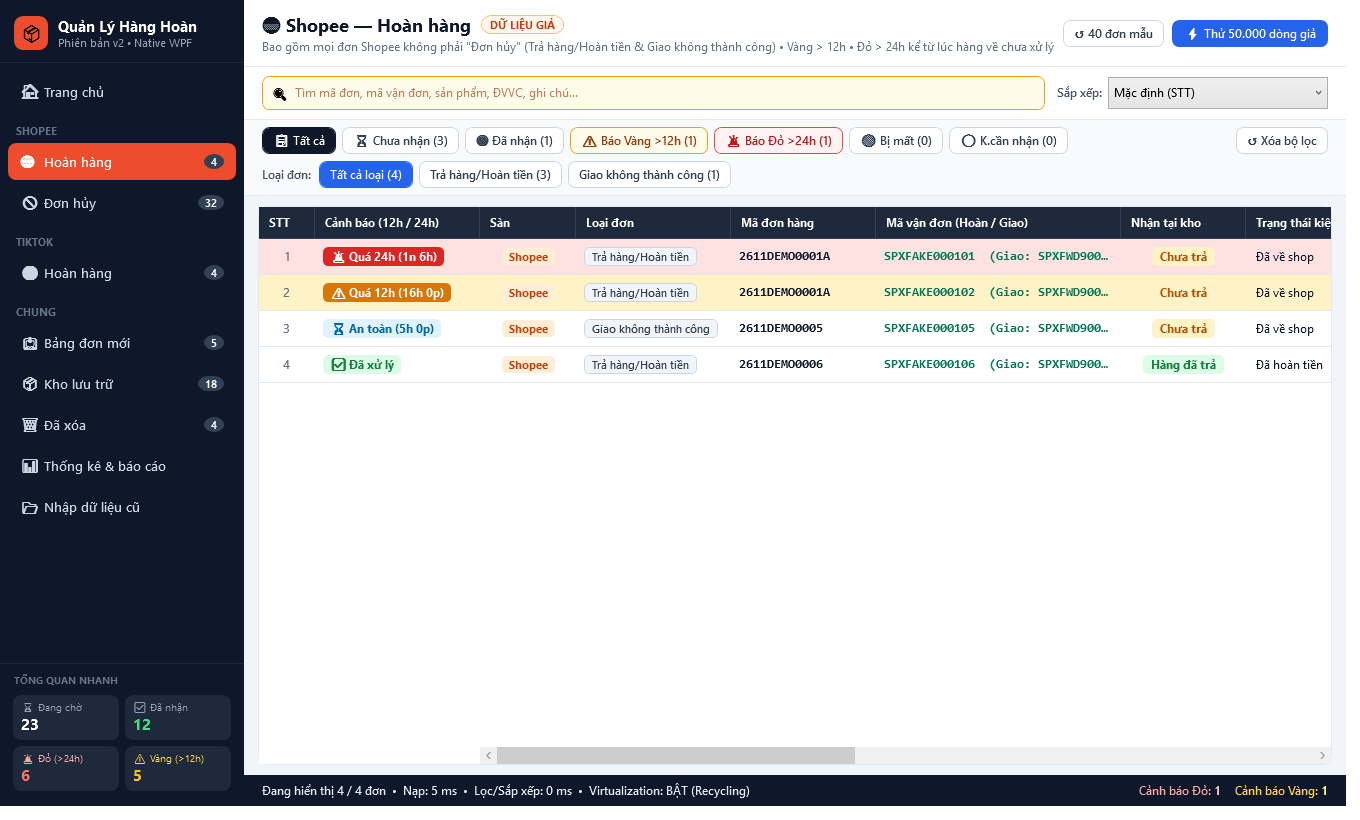 Quản Lý Hàng Hoàn
Phiên bản v2 • Native WPF
Trang chủ
SHOPEE
Hoàn hàng 4
Đơn hủy 32
TIKTOK
Hoàn hàng 4
CHUNG
Bảng đơn mới 5
Kho lưu trữ 18
Đã xóa 4
Thống kê & báo cáo
Nhập dữ liệu cũ
TỔNG QUAN NHANH
Đang chờ
23
Đã nhận
12
Đỏ (>24h)
6
Vàng (>12h)
5
Shopee — Hoàn hàng DỮ LIỆU GIẢ
Bao gồm mọi đơn Shopee không phải "Đơn hủy" (Trả hàng/Hoàn tiền & Giao không thành công) • Vàng > 12h • Đỏ > 24h kể từ lúc hàng về chưa xử lý
↺ 40 đơn mẫu
Thử 50.000 dòng giả
Tìm mã đơn, mã vận đơn, sản phẩm, ĐVVC, ghi chú...
Sắp xếp: Mặc định (STT)
Tất cả
Chưa nhận (3)
Đã nhận (1)
Báo Vàng >12h (1)
Báo Đỏ >24h (1)
Bị mất (0)
K.cần nhận (0)
↺ Xóa bộ lọc
Loại đơn: Tất cả loại (4) Trả hàng/Hoàn tiền (3) Giao không thành công (1)
STT Cảnh báo (12h / 24h) Sàn Loại đơn Mã đơn hàng Mã vận đơn (Hoàn / Giao) Nhận tại kho Trạng thái kiệ
1 Quá 24h (1n 6h) Shopee Trả hàng/Hoàn tiền 2611DEMO0001A SPXFAKE000101 (Giao: SPXFWD900… Chưa trả Đã về shop
2 Quá 12h (16h 0p) Shopee Trả hàng/Hoàn tiền 2611DEMO0001A SPXFAKE000102 (Giao: SPXFWD900… Chưa trả Đã về shop
3 An toàn (5h 0p) Shopee Giao không thành công 2611DEMO0005 SPXFAKE000105 (Giao: SPXFWD900… Chưa trả Đã về shop
4 Đã xử lý Shopee Trả hàng/Hoàn tiền 2611DEMO0006 SPXFAKE000106 (Giao: SPXFWD900… Hàng đã trả Đã hoàn tiền
Đang hiển thị 4 / 4 đơn • Nạp: 5 ms • Lọc/Sắp xếp: 0 ms • Virtualization: BẬT (Recycling)
Cảnh báo Đỏ: 1 Cảnh báo Vàng: 1